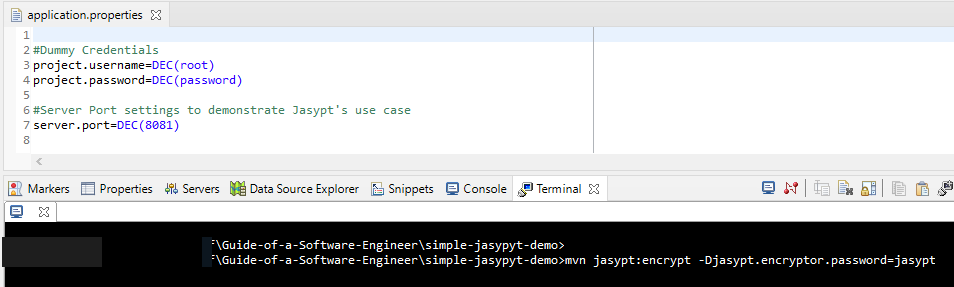 application.properties
1
2 #Dummy Credentials
3 project.username=DEC(root)
4 project.password=DEC(password)
5
6 #Server Port settings to demonstrate Jasypt's use case
7 server.port=DEC(8081)
8
Markers Properties Servers Data Source Explorer Snippets Console Terminal
\Guide-of-a-Software-Engineer\simple-jasypyt-demo>
\Guide-of-a-Software-Engineer\simple-jasypyt-demo>mvn jasypt:encrypt -Djasypt.encryptor.password=jasypt